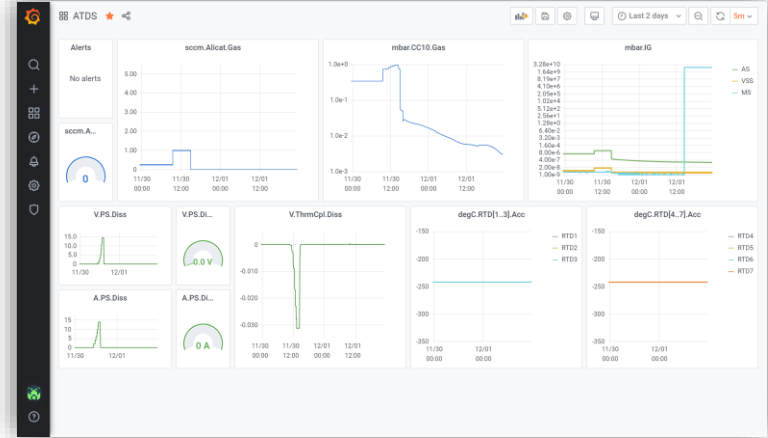 ATDS
Last 2 days
5m
Alerts
No alerts
sccm.A...
0
sccm.Alicat.Gas
5.00
4.00
3.00
2.00
1.00
0
11/30 00:00
11/30 12:00
12/01 00:00
12/01 12:00
mbar.CC10.Gas
1.0e+0
1.0e-1
1.0e-2
1.0e-3
11/30 00:00
11/30 12:00
12/01 00:00
12/01 12:00
mbar.IG
3.28e+10
1.64e+9
8.19e+7
4.10e+6
2.05e+5
1.02e+4
5.12e+2
2.56e+1
1.28e+0
6.40e-2
3.20e-3
1.60e-4
8.00e-6
4.00e-7
2.00e-8
1.00e-9
11/30 00:00
11/30 12:00
12/01 00:00
12/01 12:00
AS
VSS
MS
V.PS.Diss
15.0
10.0
5.0
0
11/30
12/01
V.PS.Di...
-0.0 V
A.PS.Diss
15
10
5
0
11/30
12/01
A.PS.Di...
0 A
V.ThrmCpl.Diss
0
-0.010
-0.020
-0.030
11/30 00:00
11/30 12:00
12/01 00:00
12/01 12:00
degC.RTD[1..3].Acc
-150
-200
-250
-300
-350
11/30 00:00
12/01 00:00
RTD1
RTD2
RTD3
degC.RTD[4..7].Acc
-150
-200
-250
-300
-350
11/30 00:00
12/01 00:00
RTD4
RTD5
RTD6
RTD7